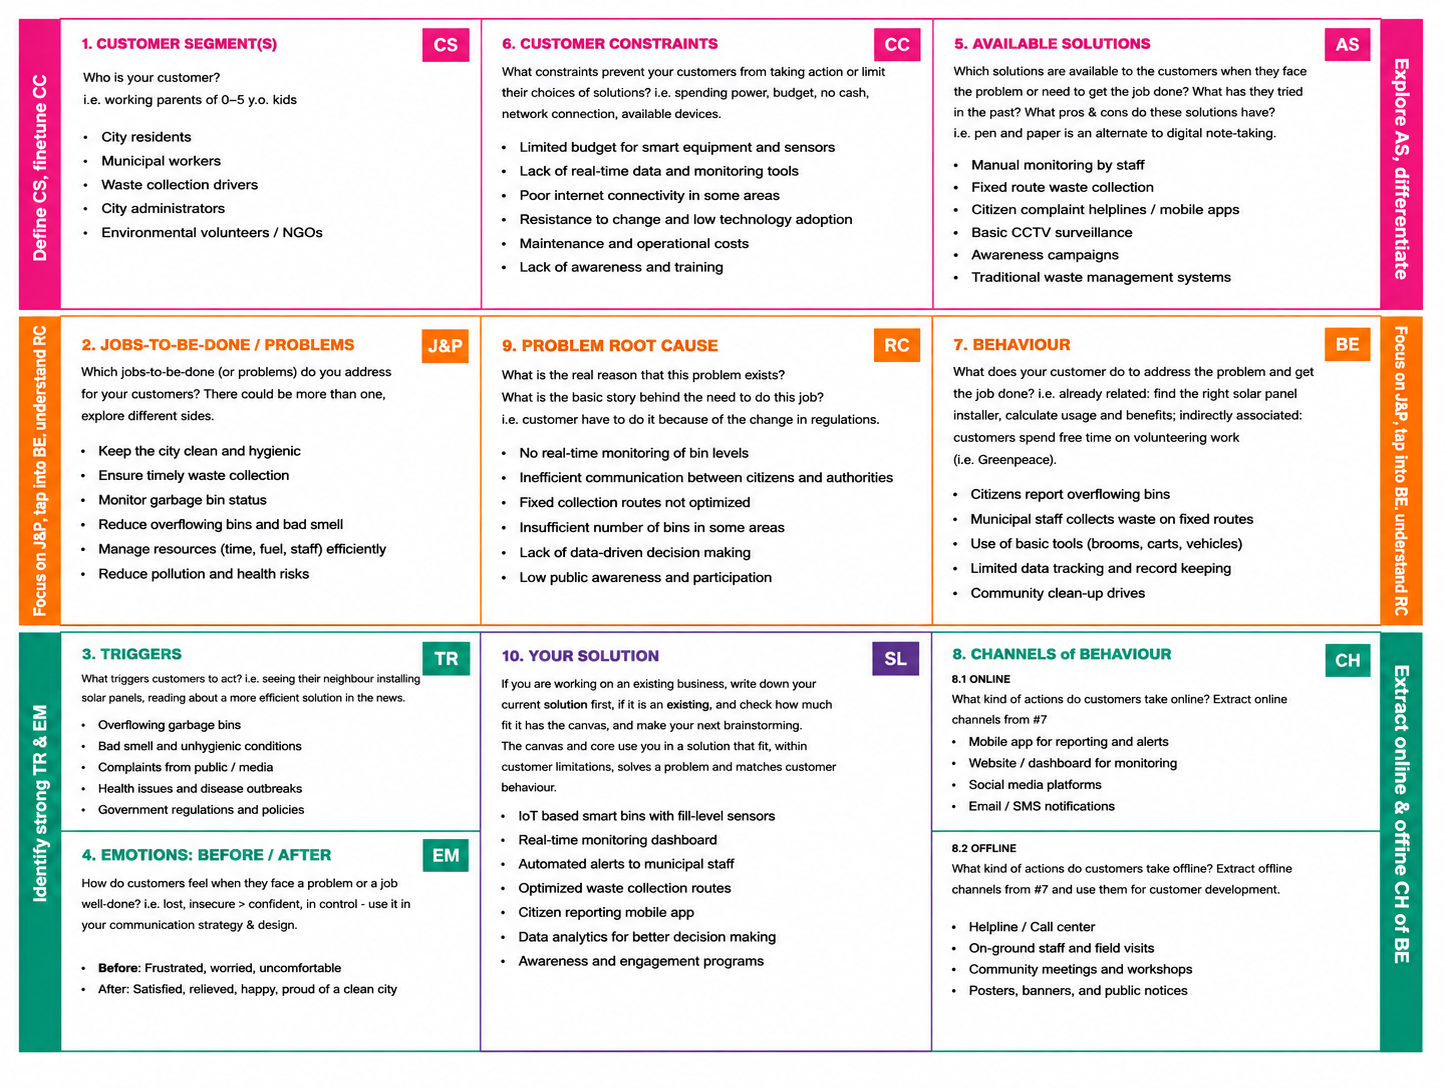 Define CS, finetune CC
1. CUSTOMER SEGMENT(S)
CS
Who is your customer?
i.e. working parents of 0–5 y.o. kids
• City residents
• Municipal workers
• Waste collection drivers
• City administrators
• Environmental volunteers / NGOs
6. CUSTOMER CONSTRAINTS
CC
What constraints prevent your customers from taking action or limit
their choices of solutions? i.e. spending power, budget, no cash,
network connection, available devices.
• Limited budget for smart equipment and sensors
• Lack of real-time data and monitoring tools
• Poor internet connectivity in some areas
• Resistance to change and low technology adoption
• Maintenance and operational costs
• Lack of awareness and training
5. AVAILABLE SOLUTIONS
AS
Which solutions are available to the customers when they face
the problem or need to get the job done? What has they tried
in the past? What pros & cons do these solutions have?
i.e. pen and paper is an alternate to digital note-taking.
• Manual monitoring by staff
• Fixed route waste collection
• Citizen complaint helplines / mobile apps
• Basic CCTV surveillance
• Awareness campaigns
• Traditional waste management systems
Explore AS, differentiate
Focus on J&P, tap into BE, understand RC
2. JOBS-TO-BE-DONE / PROBLEMS
J&P
Which jobs-to-be-done (or problems) do you address
for your customers? There could be more than one,
explore different sides.
• Keep the city clean and hygienic
• Ensure timely waste collection
• Monitor garbage bin status
• Reduce overflowing bins and bad smell
• Manage resources (time, fuel, staff) efficiently
• Reduce pollution and health risks
9. PROBLEM ROOT CAUSE
RC
What is the real reason that this problem exists?
What is the basic story behind the need to do this job?
i.e. customer have to do it because of the change in regulations.
• No real-time monitoring of bin levels
• Inefficient communication between citizens and authorities
• Fixed collection routes not optimized
• Insufficient number of bins in some areas
• Lack of data-driven decision making
• Low public awareness and participation
7. BEHAVIOUR
BE
What does your customer do to address the problem and get
the job done? i.e. already related: find the right solar panel
installer, calculate usage and benefits; indirectly associated:
customers spend free time on volunteering work
(i.e. Greenpeace).
• Citizens report overflowing bins
• Municipal staff collects waste on fixed routes
• Use of basic tools (brooms, carts, vehicles)
• Limited data tracking and record keeping
• Community clean-up drives
Focus on J&P, tap into BE, understand RC
Identify strong TR & EM
3. TRIGGERS
TR
What triggers customers to act? i.e. seeing their neighbour installing
solar panels, reading about a more efficient solution in the news.
• Overflowing garbage bins
• Bad smell and unhygienic conditions
• Complaints from public / media
• Health issues and disease outbreaks
• Government regulations and policies
4. EMOTIONS: BEFORE / AFTER
EM
How do customers feel when they face a problem or a job
well-done? i.e. lost, insecure > confident, in control - use it in
your communication strategy & design.
• Before: Frustrated, worried, uncomfortable
• After: Satisfied, relieved, happy, proud of a clean city
10. YOUR SOLUTION
SL
If you are working on an existing business, write down your
current solution first, if it is an existing, and check how much
fit it has the canvas, and make your next brainstorming.
The canvas and core use you in a solution that fit, within
customer limitations, solves a problem and matches customer
behaviour.
• IoT based smart bins with fill-level sensors
• Real-time monitoring dashboard
• Automated alerts to municipal staff
• Optimized waste collection routes
• Citizen reporting mobile app
• Data analytics for better decision making
• Awareness and engagement programs
8. CHANNELS of BEHAVIOUR
CH
8.1 ONLINE
What kind of actions do customers take online? Extract online
channels from #7
• Mobile app for reporting and alerts
• Website / dashboard for monitoring
• Social media platforms
• Email / SMS notifications
8.2 OFFLINE
What kind of actions do customers take offline? Extract offline
channels from #7 and use them for customer development.
• Helpline / Call center
• On-ground staff and field visits
• Community meetings and workshops
• Posters, banners, and public notices
Extract online & offline CH of BE